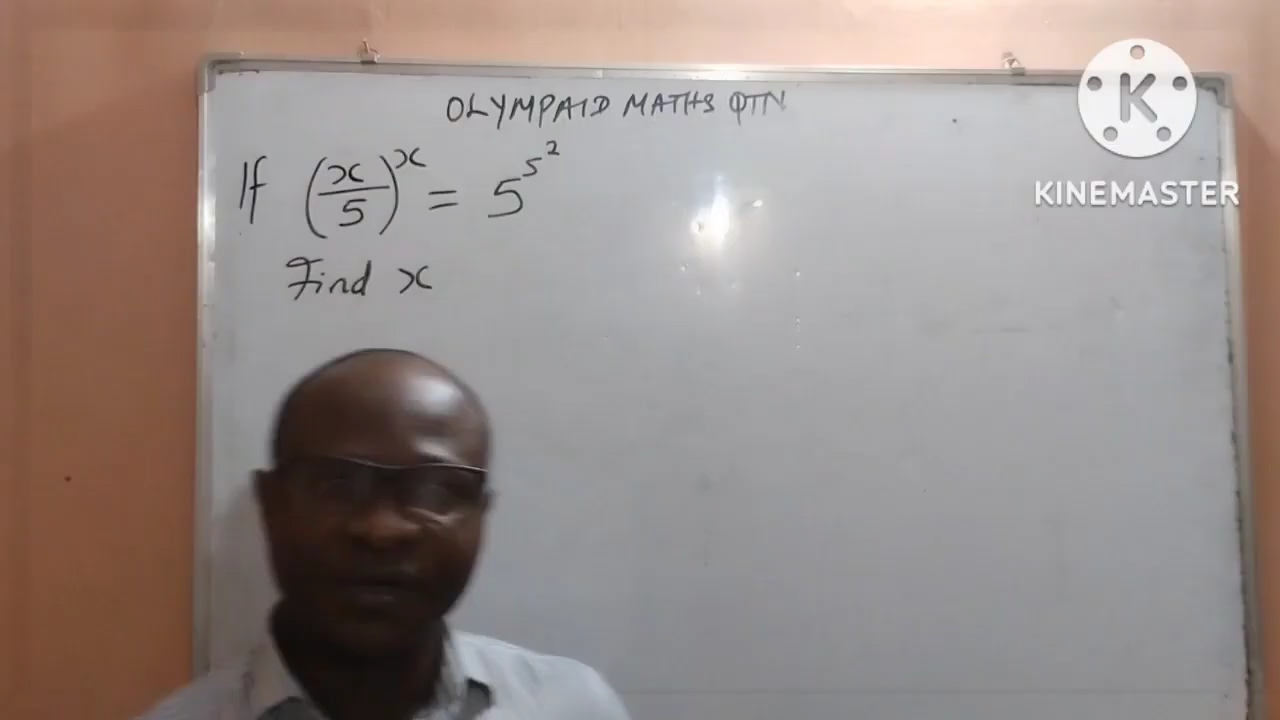 OLYMPAID MATHS QTN
If (x/5)^x = 5^5^2
Find x
K
KINEMASTER